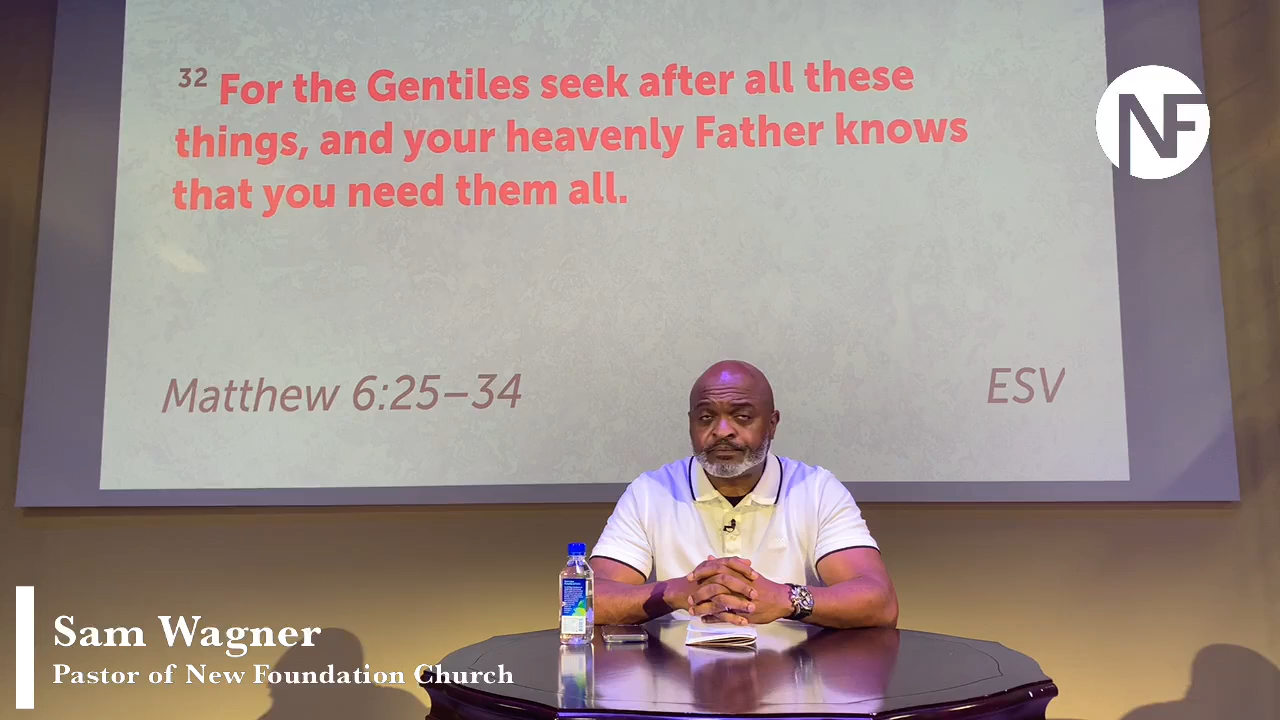 32 For the Gentiles seek after all these
things, and your heavenly Father knows
that you need them all.
Matthew 6:25–34
ESV
NF
Sam Wagner
Pastor of New Foundation Church